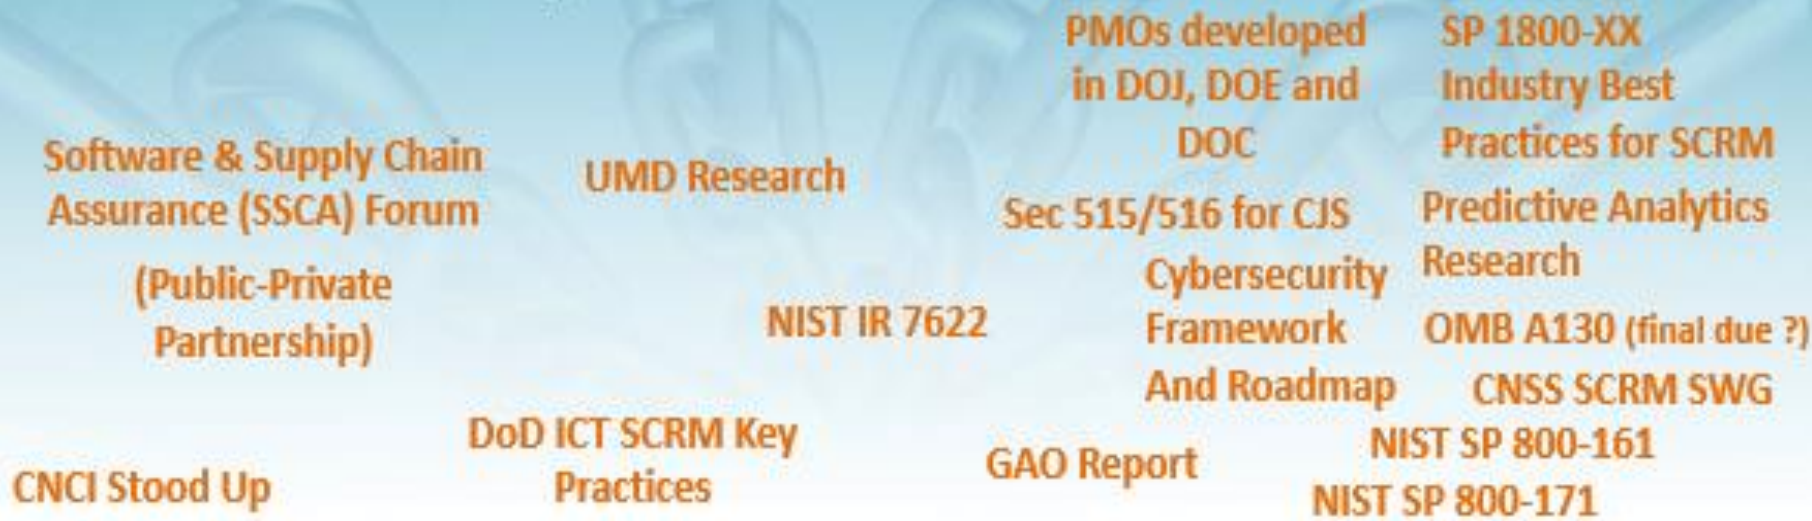 PMOs developed
in DOJ, DOE and
DOC
SP 1800-XX
Industry Best
Practices for SCRM
Software & Supply Chain
Assurance (SSCA) Forum
(Public-Private
Partnership)
UMD Research
Sec 515/516 for CJS
Predictive Analytics
Research
NIST IR 7622
Cybersecurity
Framework
And Roadmap
OMB A130 (final due ?)
CNSS SCRM SWG
CNCI Stood Up
DoD ICT SCRM Key
Practices
GAO Report
NIST SP 800-161
NIST SP 800-171